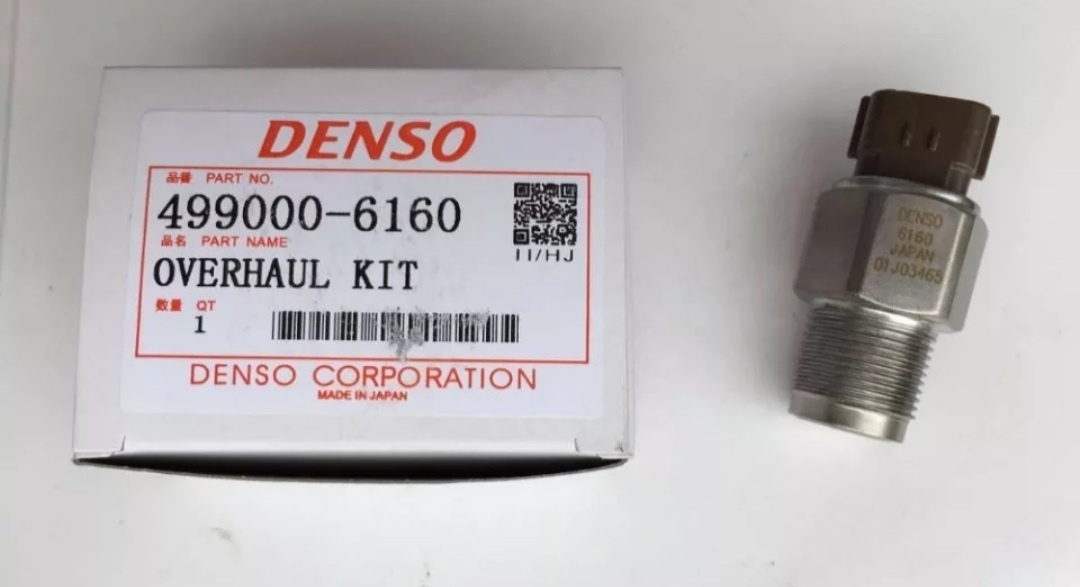 DENSO
品番 PART NO.
499000-6160
II/HJ
品名 PART NAME
OVERHAUL KIT
数量 QT
1
DENSO CORPORATION
MADE IN JAPAN
DENSO
6160
JAPAN
01J03465